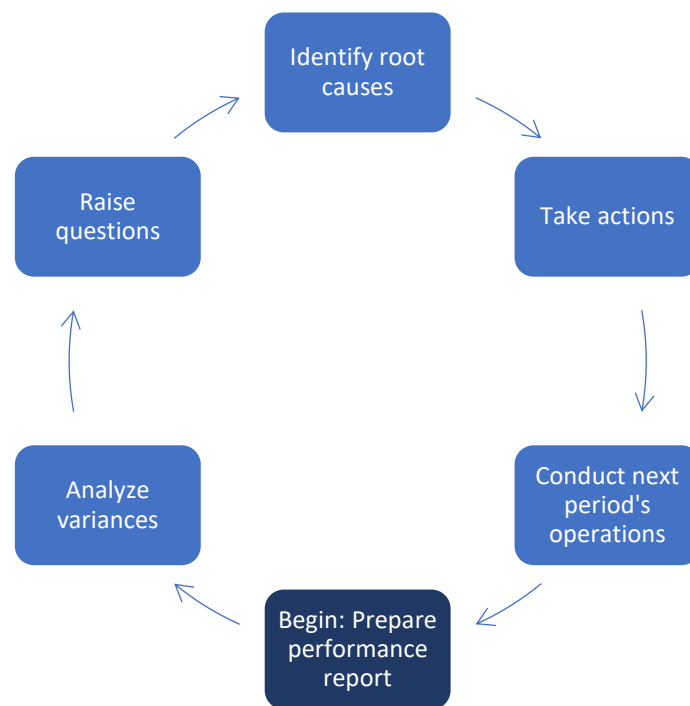 Identify root
causes
Take actions
Conduct next
period's
operations
Begin: Prepare
performance
report
Analyze
variances
Raise
questions